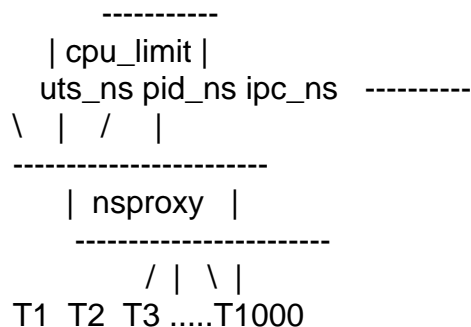 -----------
| cpu_limit |
uts_ns pid_ns ipc_ns ----------
\ | / |
------------------------
| nsproxy |
------------------------
/ | \ |
T1 T2 T3 .....T1000